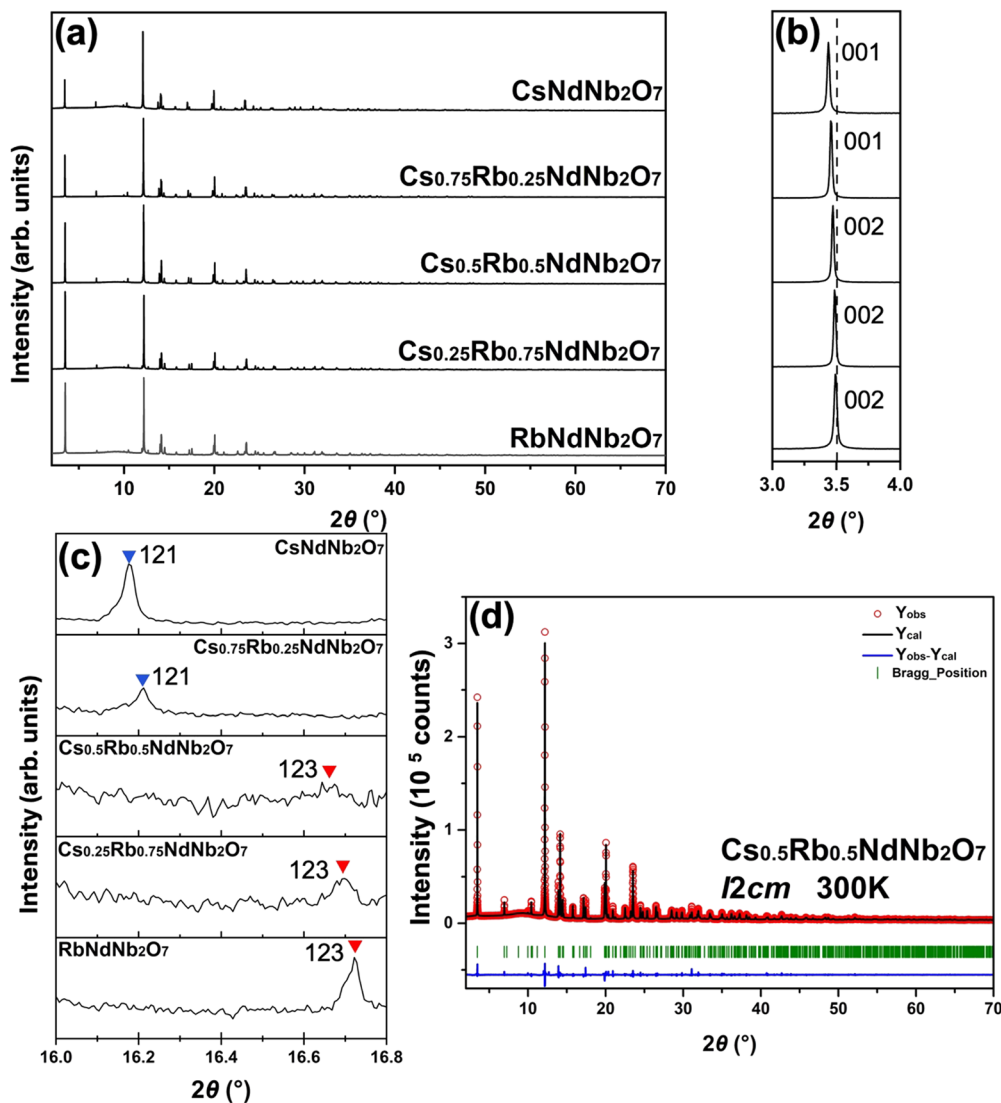 (a)
CsNdNb2O7
Cs0.75Rb0.25NdNb2O7
Cs0.5Rb0.5NdNb2O7
Cs0.25Rb0.75NdNb2O7
RbNdNb2O7
Intensity (arb. units)
10 20 30 40 50 60 70
2θ (°)
(b)
001
001
002
002
002
3.0 3.5 4.0
2θ (°)
(c)
CsNdNb2O7
121
Cs0.75Rb0.25NdNb2O7
121
Cs0.5Rb0.5NdNb2O7
123
Cs0.25Rb0.75NdNb2O7
123
RbNdNb2O7
123
Intensity (arb. units)
16.0 16.2 16.4 16.6 16.8
2θ (°)
(d)
Yobs
Ycal
Yobs-Ycal
Bragg_Position
Intensity (10 5 counts)
3
2
1
0
Cs0.5Rb0.5NdNb2O7
I2cm 300K
10 20 30 40 50 60 70
2θ (°)